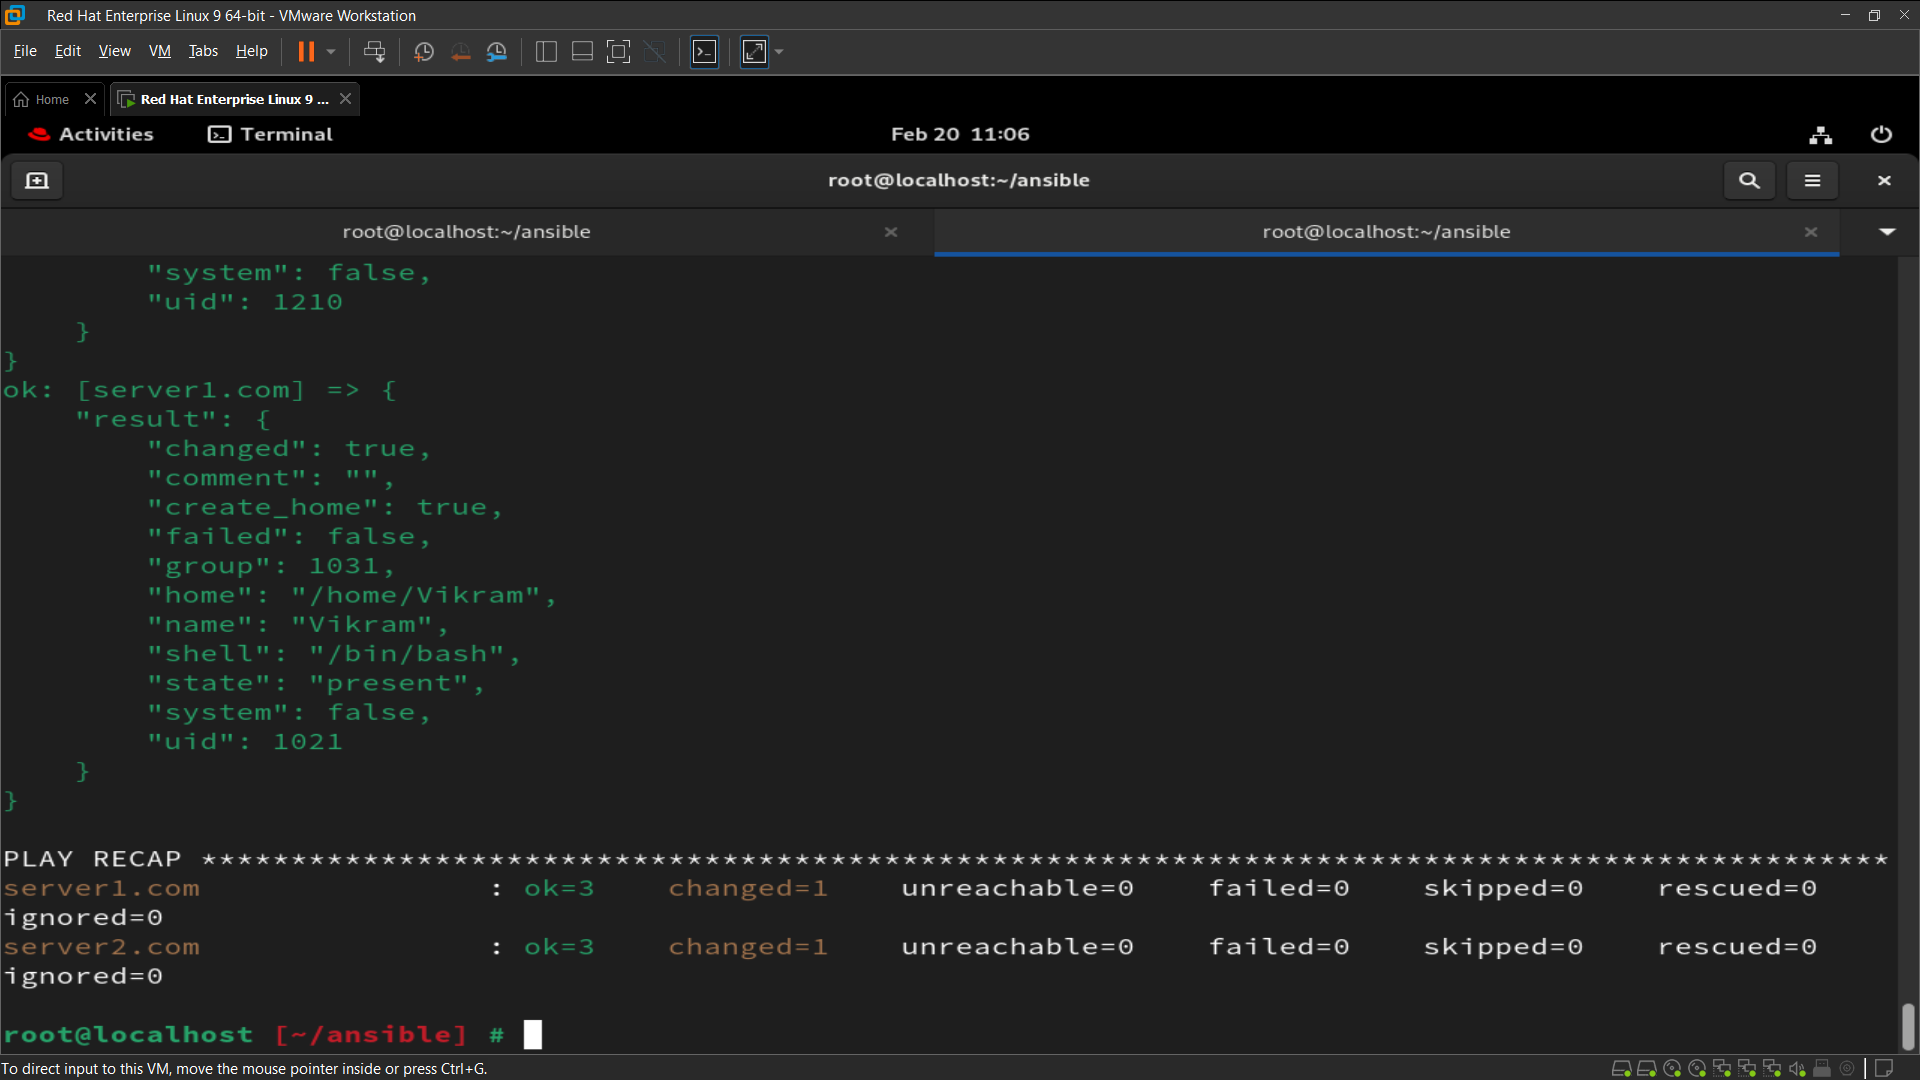 Red Hat Enterprise Linux 9 64-bit - VMware Workstation
File Edit View VM Tabs Help
Home Red Hat Enterprise Linux 9 ...
Activities Terminal Feb 20 11:06
root@localhost:~/ansible
root@localhost:~/ansible root@localhost:~/ansible
"system": false,
"uid": 1210
}
}
ok: [server1.com] => {
"result": {
"changed": true,
"comment": "",
"create_home": true,
"failed": false,
"group": 1031,
"home": "/home/Vikram",
"name": "Vikram",
"shell": "/bin/bash",
"state": "present",
"system": false,
"uid": 1021
}
}
PLAY RECAP **********************************************************************************************
server1.com : ok=3 changed=1 unreachable=0 failed=0 skipped=0 rescued=0
ignored=0
server2.com : ok=3 changed=1 unreachable=0 failed=0 skipped=0 rescued=0
ignored=0
root@localhost [~/ansible] #
To direct input to this VM, move the mouse pointer inside or press Ctrl+G.